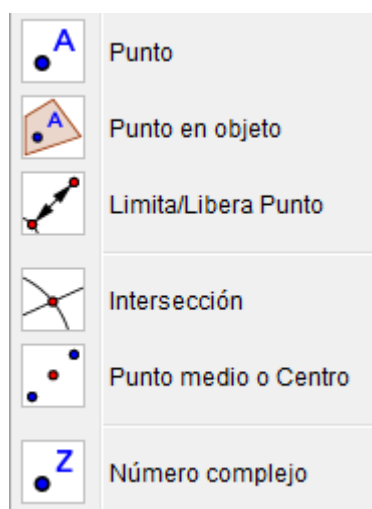 A Punto
A Punto en objeto
Limita/Libera Punto
Intersección
Punto medio o Centro
Z Número complejo